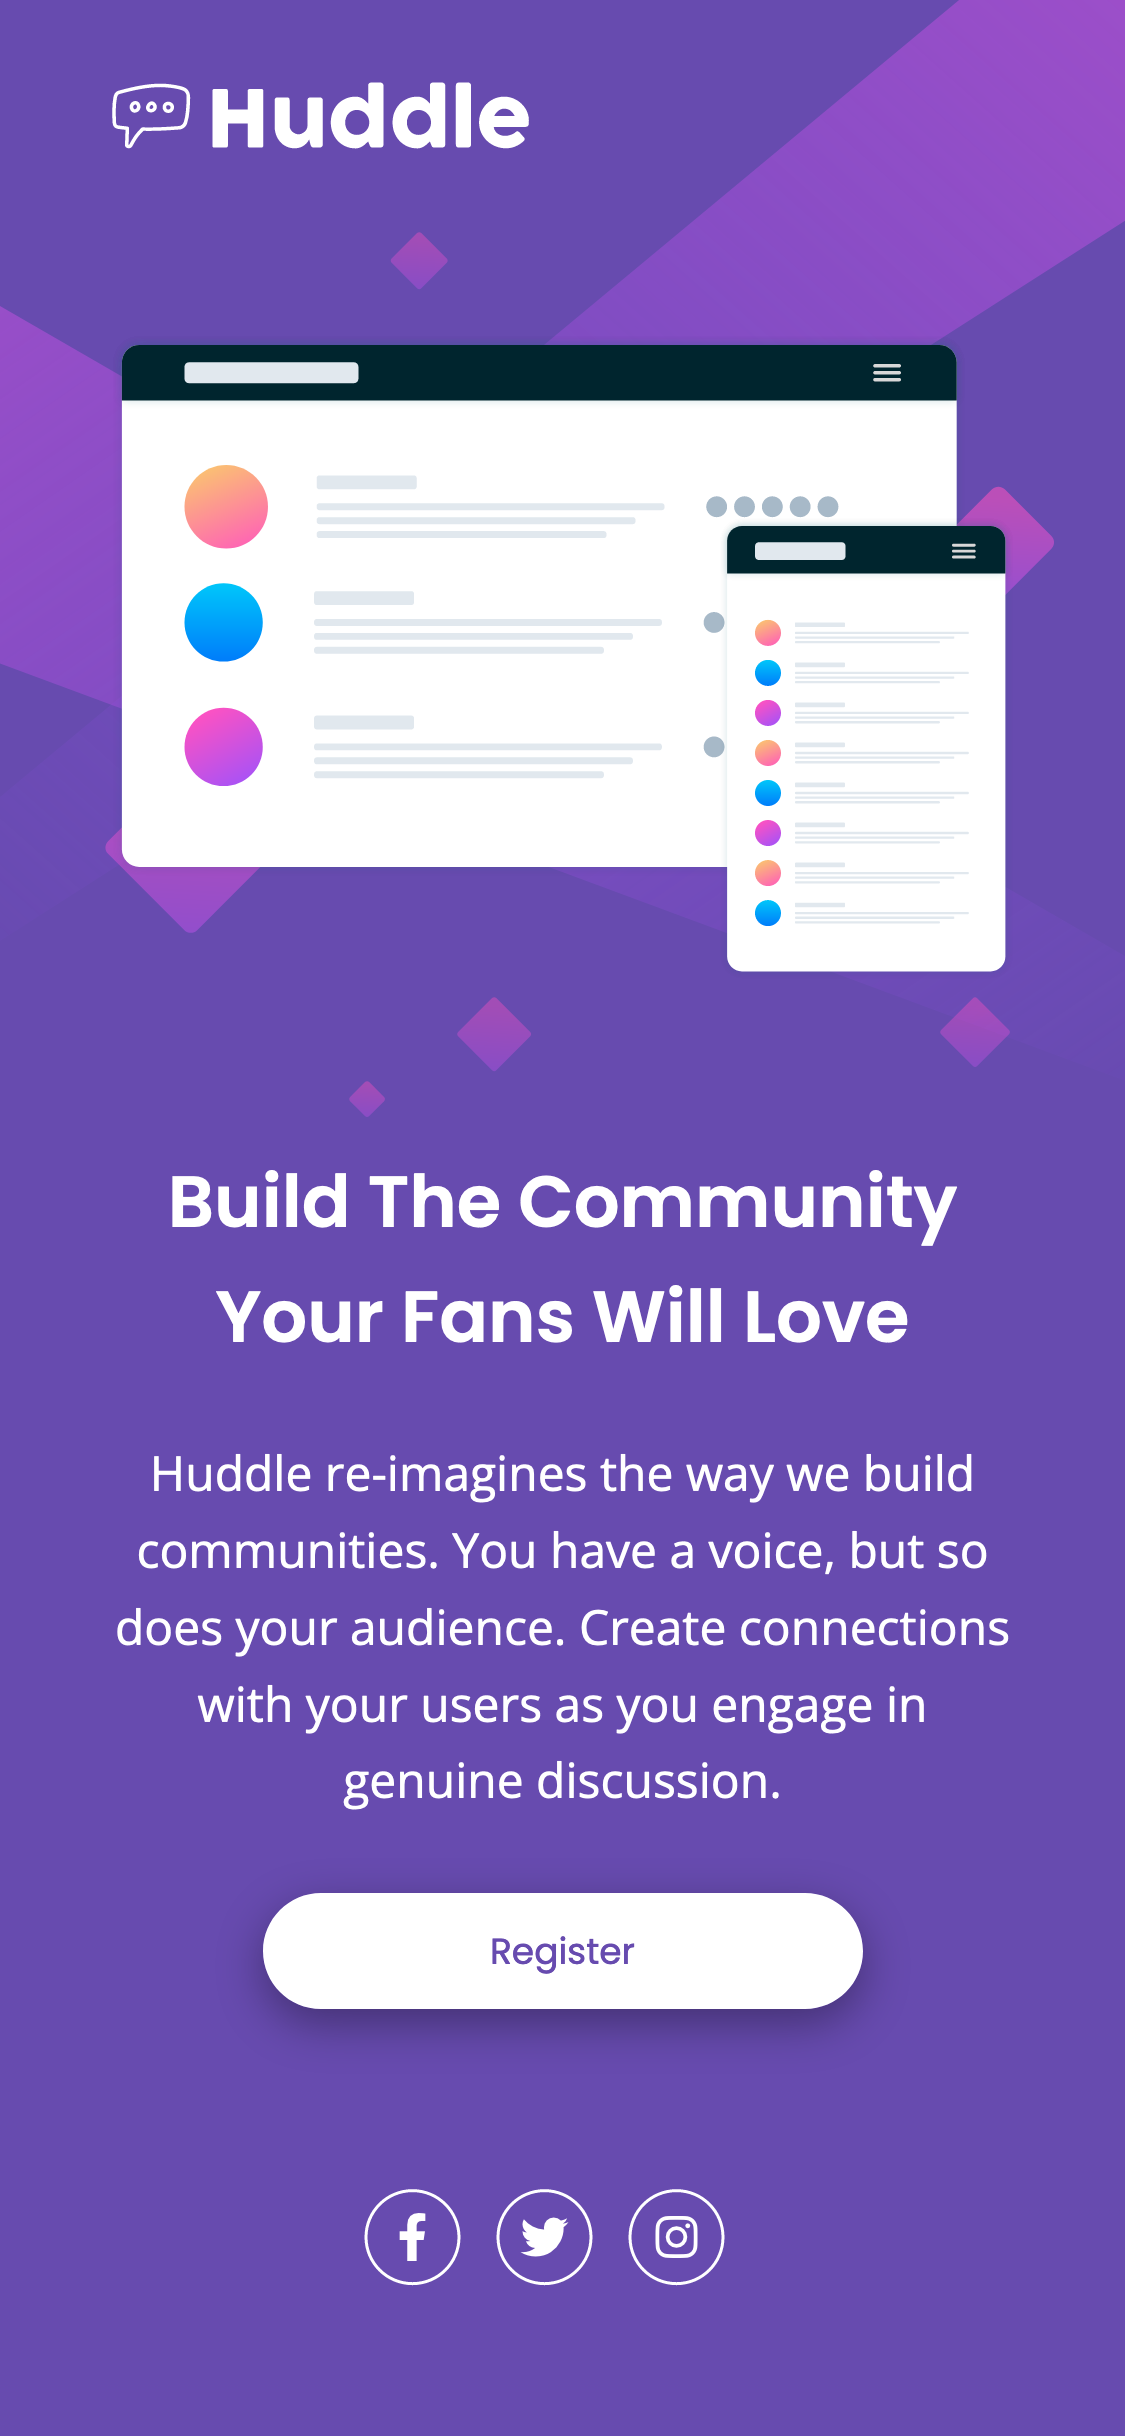 Huddle
Build The Community
Your Fans Will Love
Huddle re-imagines the way we build
communities. You have a voice, but so
does your audience. Create connections
with your users as you engage in
genuine discussion.
Register